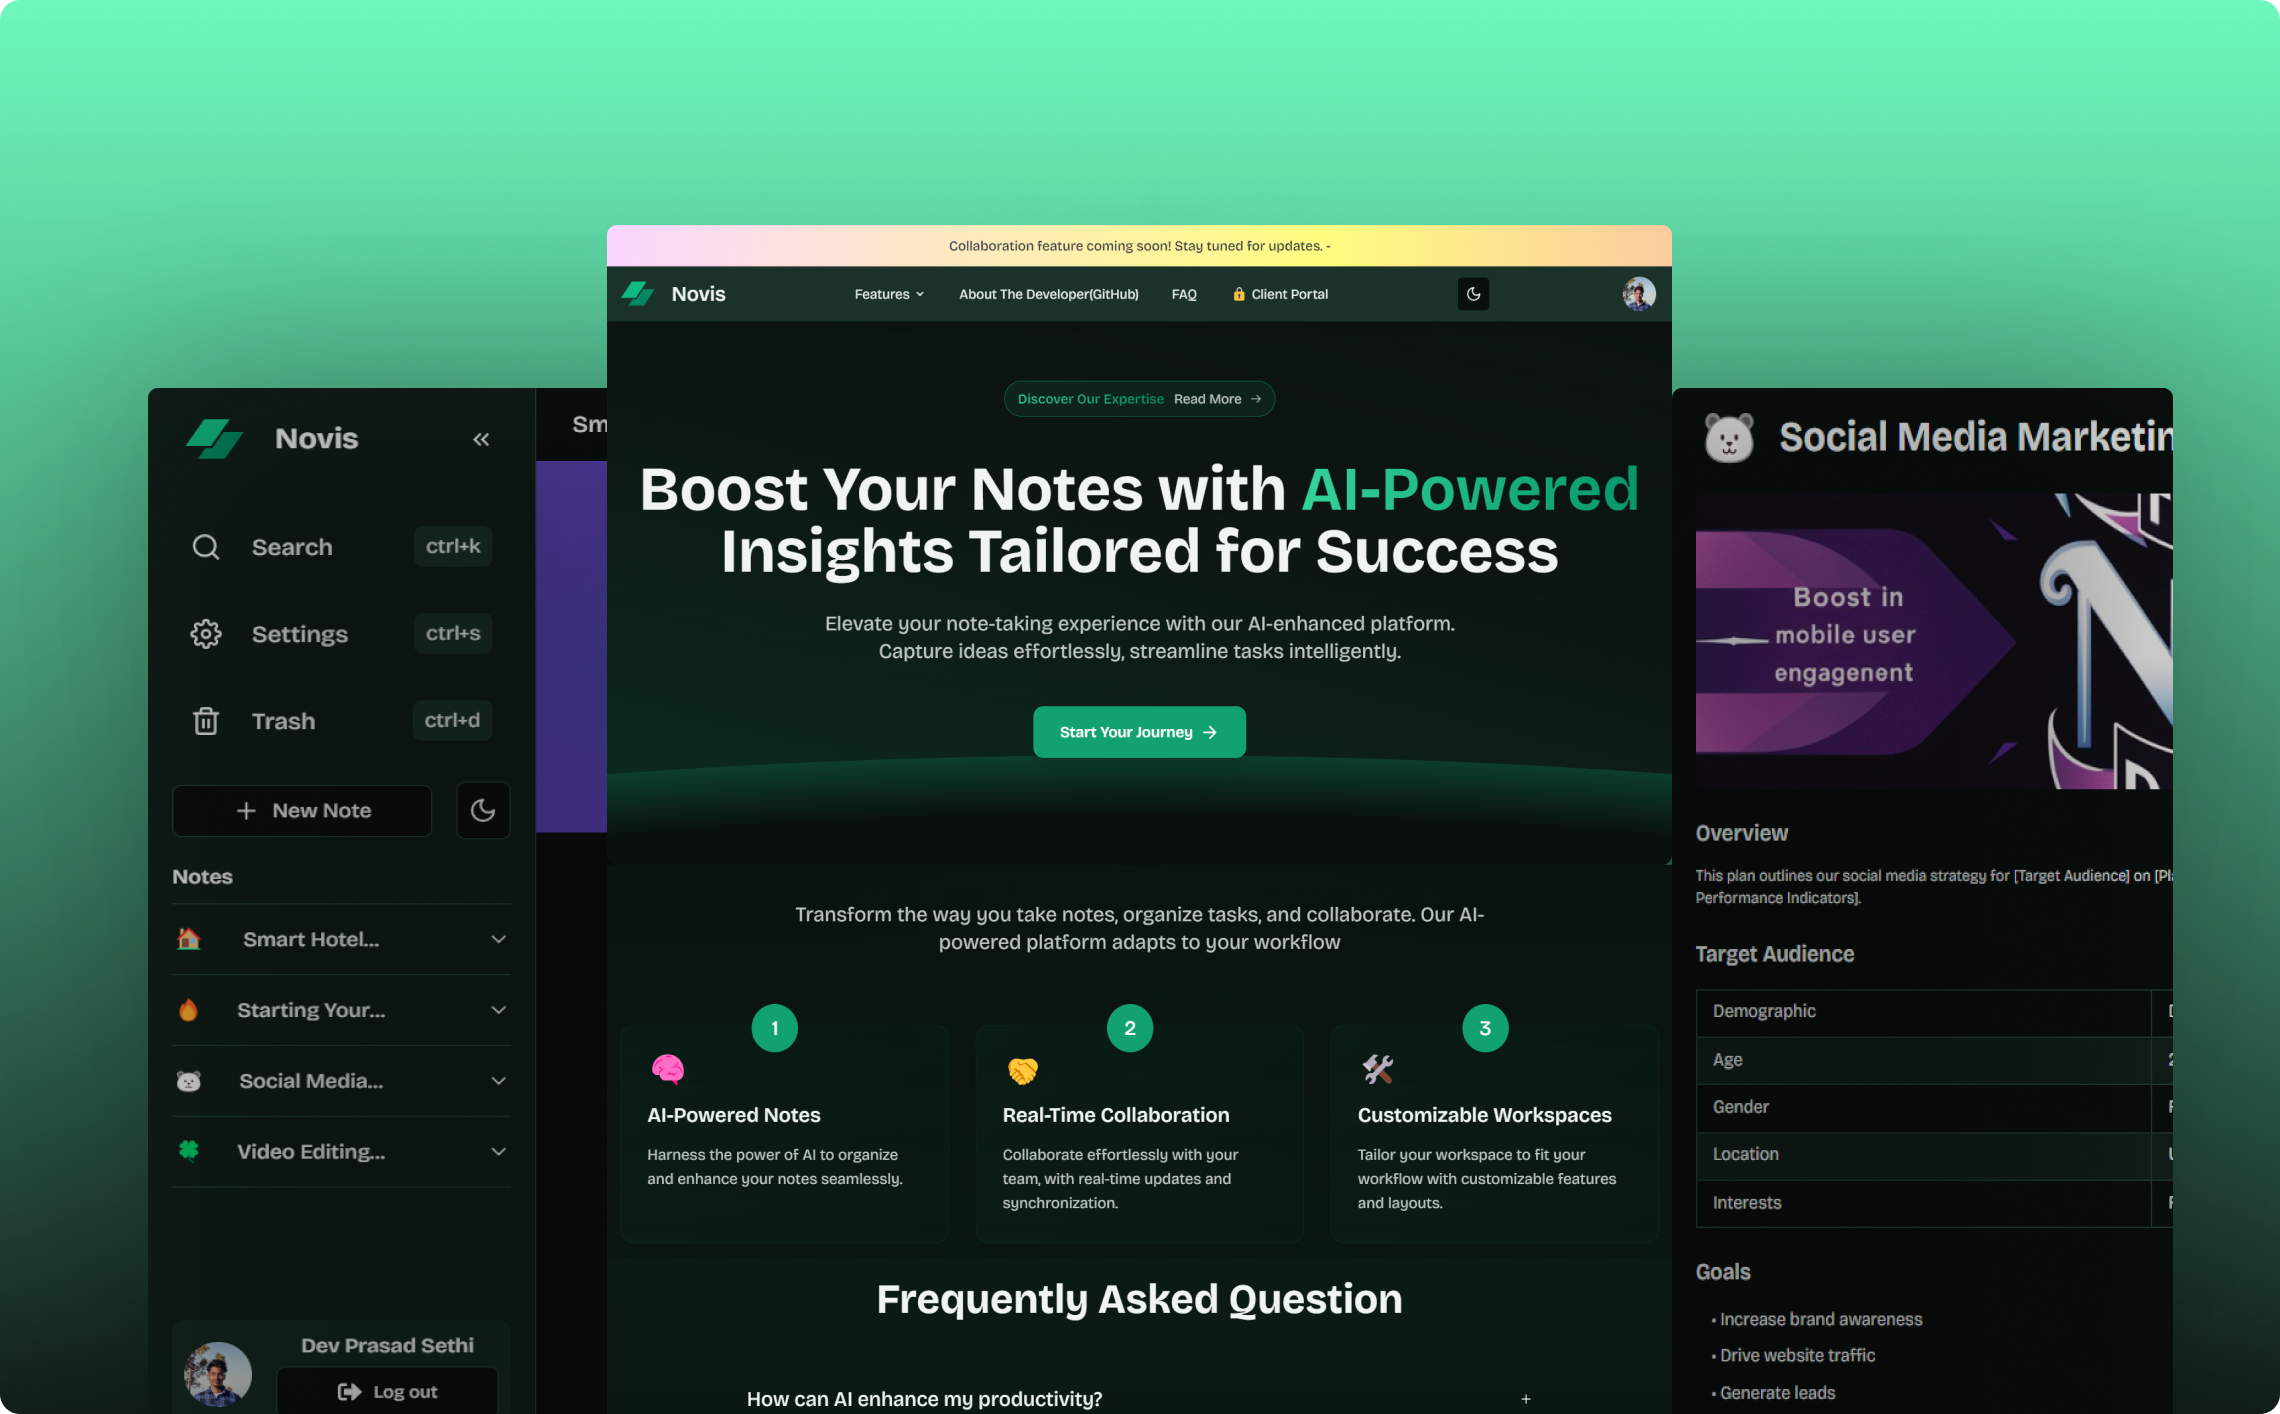 Collaboration feature coming soon! Stay tuned for updates. -
Novis
Features
About The Developer(GitHub)
FAQ
Client Portal
Discover Our Expertise Read More →
Boost Your Notes with AI-Powered
Insights Tailored for Success
Elevate your note-taking experience with our AI-enhanced platform.
Capture ideas effortlessly, streamline tasks intelligently.
Start Your Journey →
Transform the way you take notes, organize tasks, and collaborate. Our AI-
powered platform adapts to your workflow
1
AI-Powered Notes
Harness the power of AI to organize
and enhance your notes seamlessly.
2
Real-Time Collaboration
Collaborate effortlessly with your
team, with real-time updates and
synchronization.
3
Customizable Workspaces
Tailor your workspace to fit your
workflow with customizable features
and layouts.
Frequently Asked Question
How can AI enhance my productivity? +
Novis
«
Search ctrl+k
Settings ctrl+s
Trash ctrl+d
+ New Note
Notes
Smart Hotel...
Starting Your...
Social Media...
Video Editing...
Dev Prasad Sethi
Log out
Sm
Social Media Marketin
Boost in
mobile user
engagenent
Overview
This plan outlines our social media strategy for [Target Audience] on [Pl
Performance Indicators].
Target Audience
Demographic
Age
Gender
Location
Interests
Goals
• Increase brand awareness
• Drive website traffic
• Generate leads